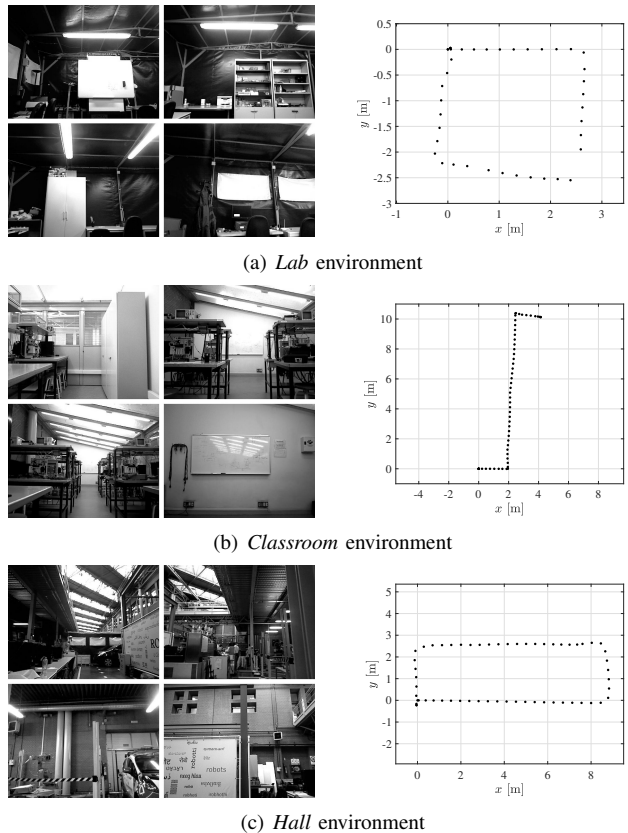 0.5
0
-0.5
-1
-1.5
-2
-2.5
-3
y [m]
-1 0 1 2 3
x [m]
(a) Lab environment
10
8
6
4
2
0
y [m]
-4 -2 0 2 4 6 8
x [m]
(b) Classroom environment
RO
robots
robots
5
4
3
2
1
0
-1
-2
y [m]
0 2 4 6 8
x [m]
(c) Hall environment